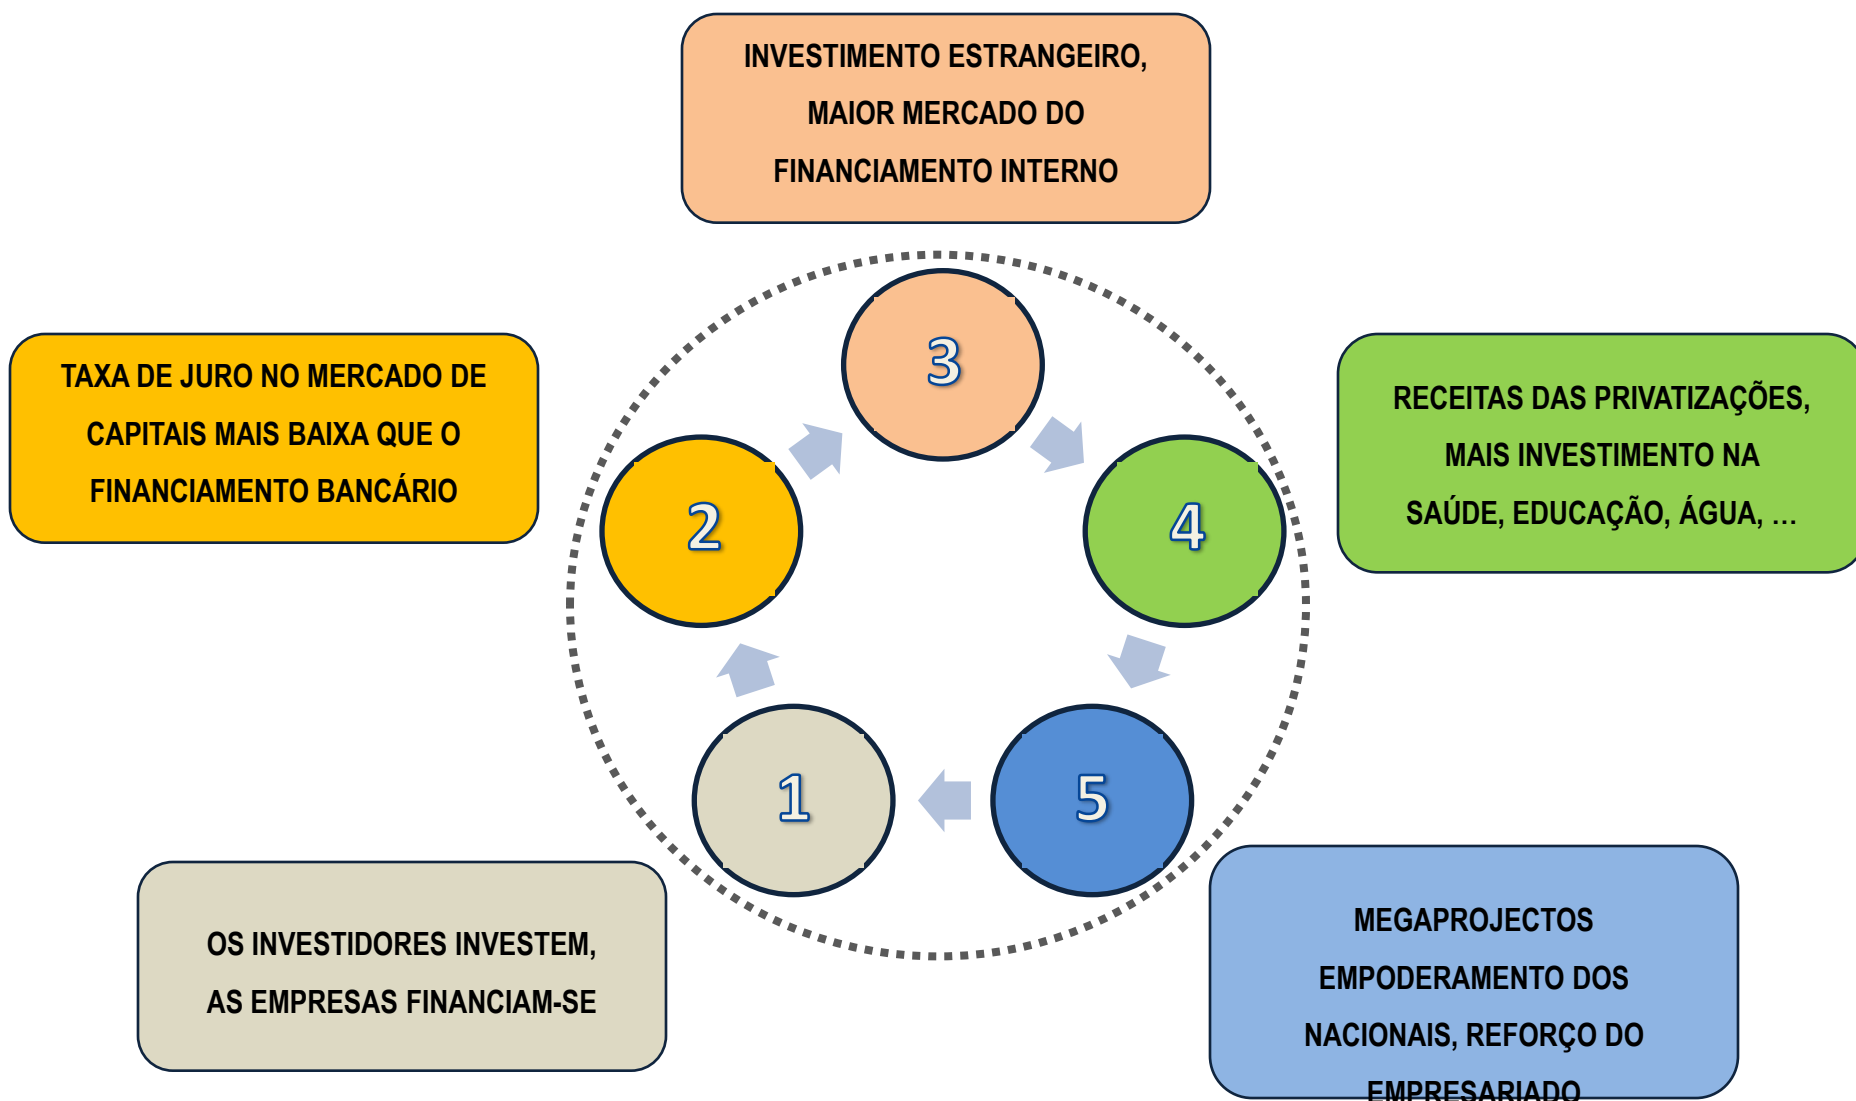 INVESTIMENTO ESTRANGEIRO,
MAIOR MERCADO DO
FINANCIAMENTO INTERNO
3
TAXA DE JURO NO MERCADO DE
CAPITAIS MAIS BAIXA QUE O
FINANCIAMENTO BANCÁRIO
2
4
RECEITAS DAS PRIVATIZAÇÕES,
MAIS INVESTIMENTO NA
SAÚDE, EDUCAÇÃO, ÁGUA, ...
1
5
OS INVESTIDORES INVESTEM,
AS EMPRESAS FINANCIAM-SE
MEGAPROJECTOS
EMPODERAMENTO DOS
NACIONAIS, REFORÇO DO
EMPRESARIADO